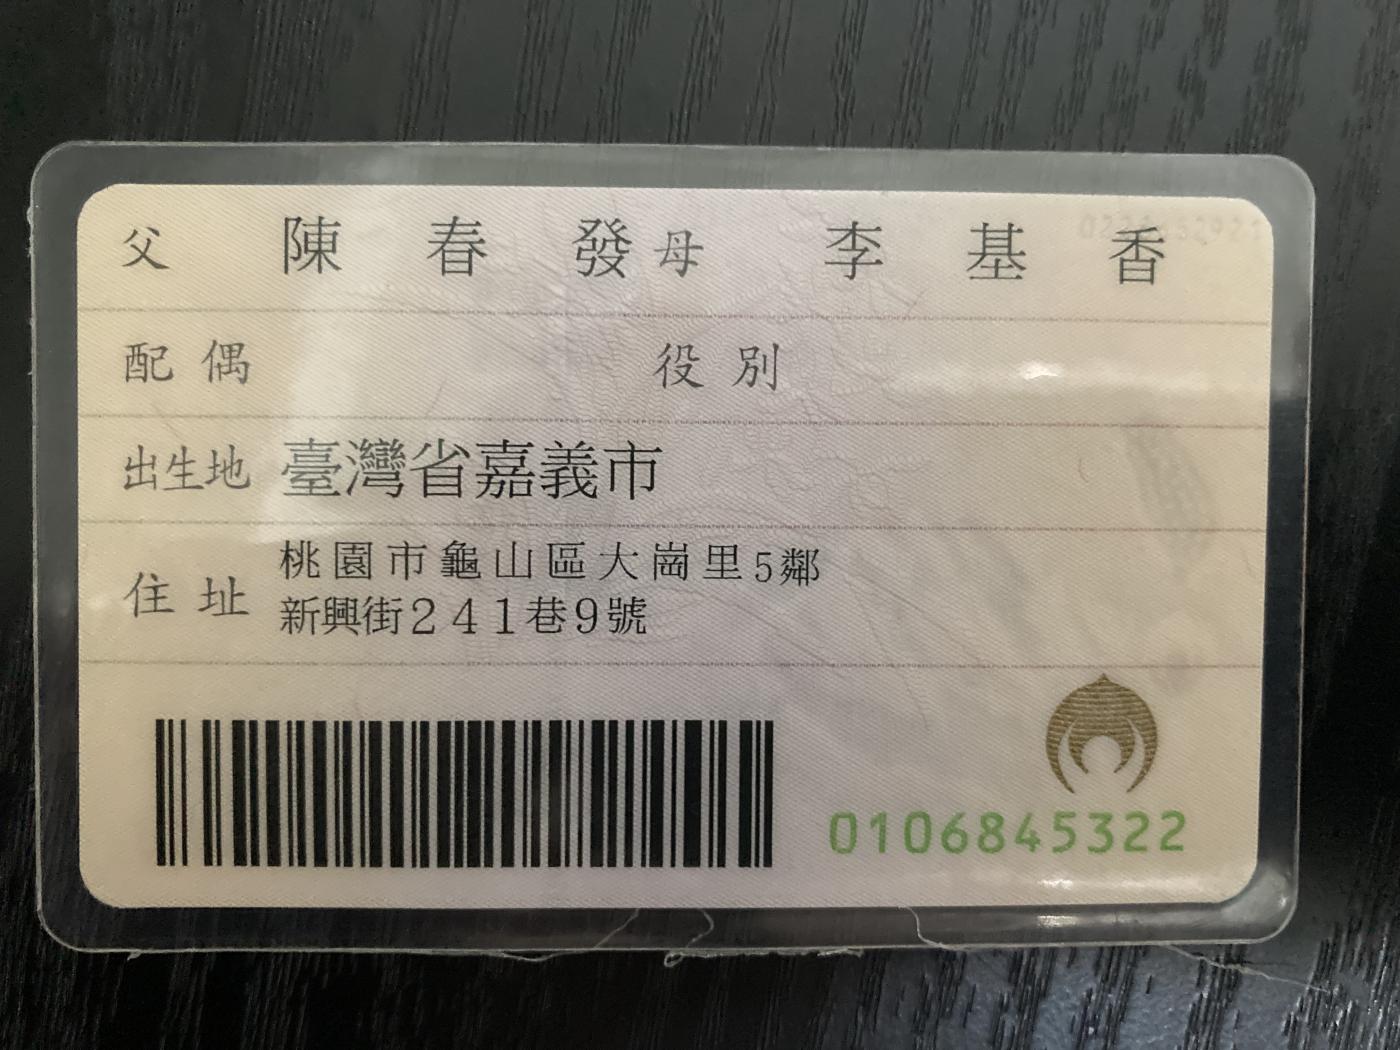 父 陳春發 母 李基香
配偶 役別
出生地 臺灣省嘉義市
住址 桃園市龜山區大崗里5鄰
新興街241巷9號
0106845322